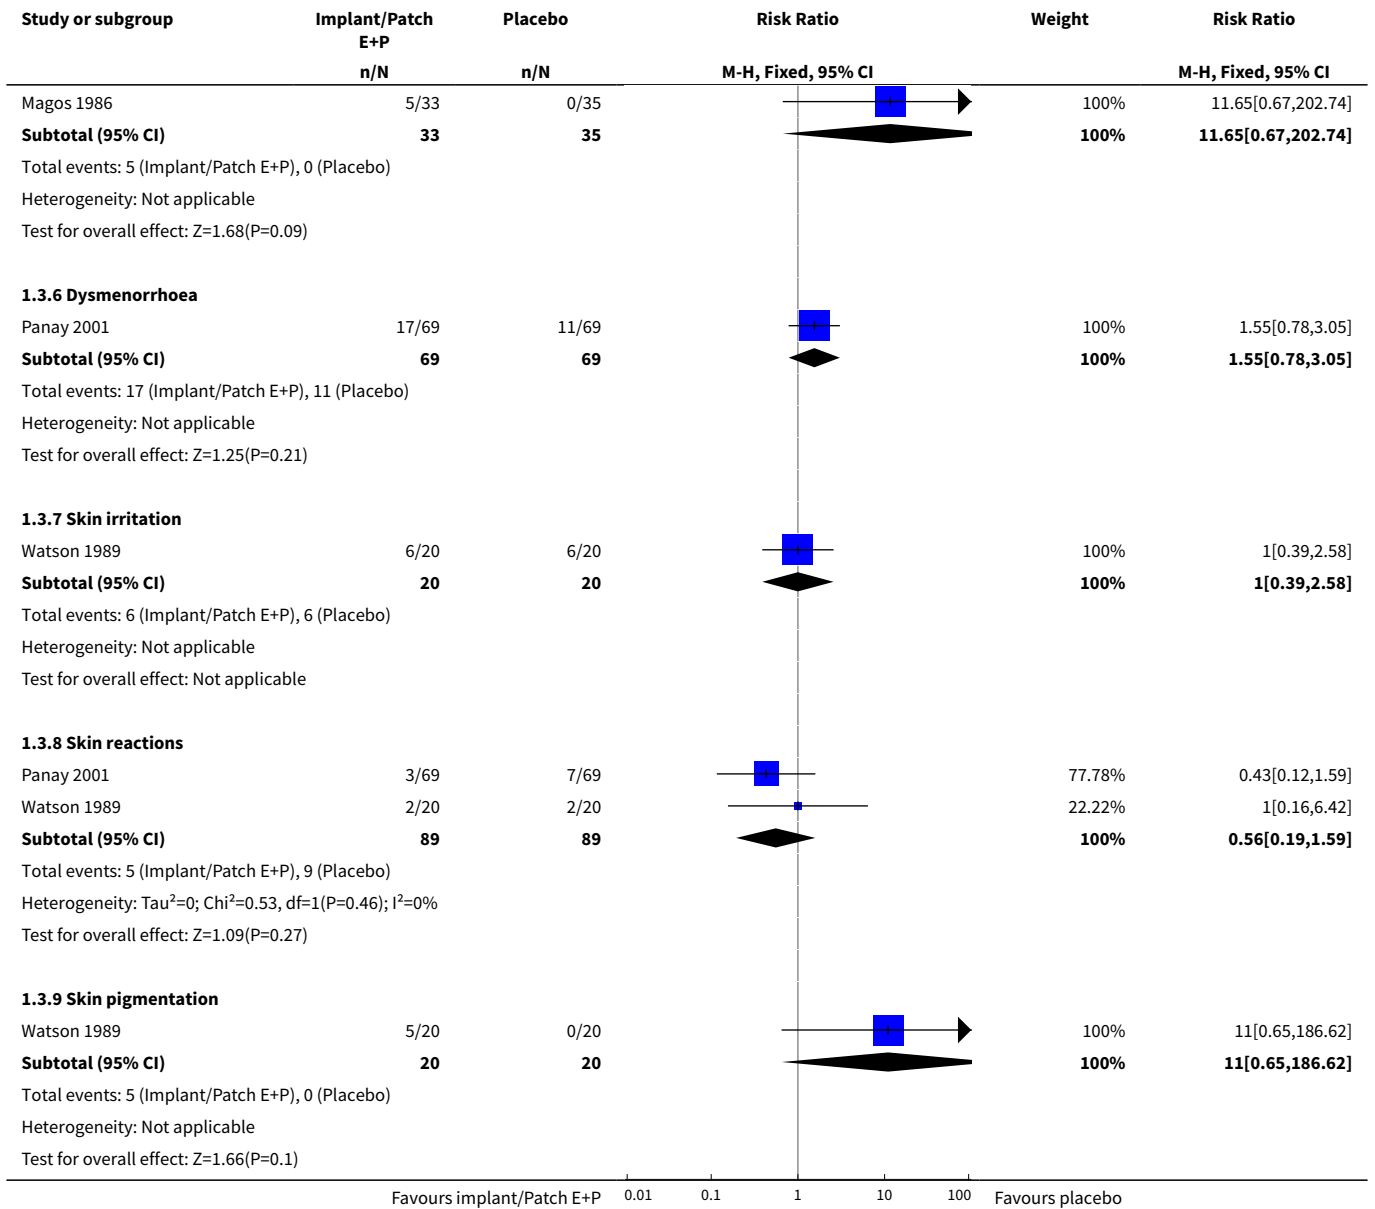 Study or subgroup Implant/Patch E+P Placebo Risk Ratio Weight Risk Ratio
n/N n/N M-H, Fixed, 95% CI M-H, Fixed, 95% CI
Magos 1986 5/33 0/35 100% 11.65[0.67,202.74]
Subtotal (95% CI) 33 35 100% 11.65[0.67,202.74]
Total events: 5 (Implant/Patch E+P), 0 (Placebo)
Heterogeneity: Not applicable
Test for overall effect: Z=1.68(P=0.09)
1.3.6 Dysmenorrhoea
Panay 2001 17/69 11/69 100% 1.55[0.78,3.05]
Subtotal (95% CI) 69 69 100% 1.55[0.78,3.05]
Total events: 17 (Implant/Patch E+P), 11 (Placebo)
Heterogeneity: Not applicable
Test for overall effect: Z=1.25(P=0.21)
1.3.7 Skin irritation
Watson 1989 6/20 6/20 100% 1[0.39,2.58]
Subtotal (95% CI) 20 20 100% 1[0.39,2.58]
Total events: 6 (Implant/Patch E+P), 6 (Placebo)
Heterogeneity: Not applicable
Test for overall effect: Not applicable
1.3.8 Skin reactions
Panay 2001 3/69 7/69 77.78% 0.43[0.12,1.59]
Watson 1989 2/20 2/20 22.22% 1[0.16,6.42]
Subtotal (95% CI) 89 89 100% 0.56[0.19,1.59]
Total events: 5 (Implant/Patch E+P), 9 (Placebo)
Heterogeneity: Tau²=0; Chi²=0.53, df=1(P=0.46); I²=0%
Test for overall effect: Z=1.09(P=0.27)
1.3.9 Skin pigmentation
Watson 1989 5/20 0/20 100% 11[0.65,186.62]
Subtotal (95% CI) 20 20 100% 11[0.65,186.62]
Total events: 5 (Implant/Patch E+P), 0 (Placebo)
Heterogeneity: Not applicable
Test for overall effect: Z=1.66(P=0.1)
Favours implant/Patch E+P 0.01 0.1 1 10 100 Favours placebo